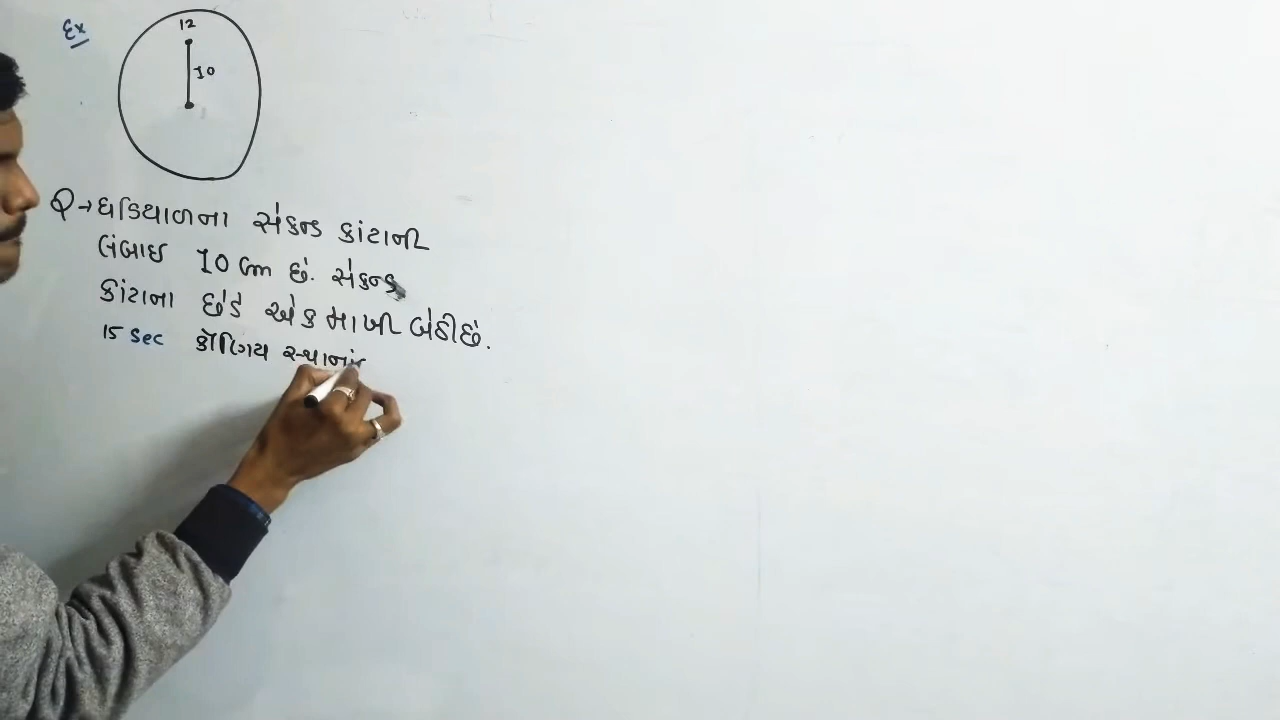 Ex
12
10
Q→ ઘડિયાળના સેકન્ડ કાંટાની
લંબાઈ 10 cm છે. સેકન્ડ
કાંટાના છેડે એક માખી બેઠી છે.
15 sec કોણિય સ્થાનાં